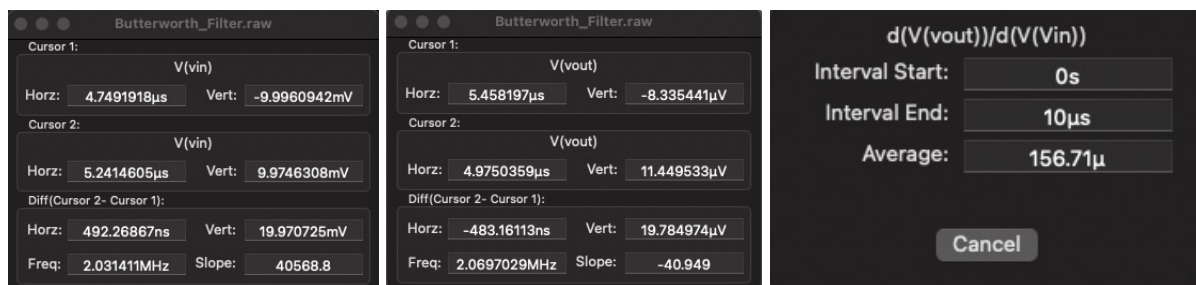 Butterworth_Filter.raw
Cursor 1:
V(vin)
Horz: 4.7491918µs Vert: -9.9960942mV
Cursor 2:
V(vin)
Horz: 5.2414605µs Vert: 9.9746308mV
Diff(Cursor 2- Cursor 1):
Horz: 492.26867ns Vert: 19.970725mV
Freq: 2.031411MHz Slope: 40568.8
Butterworth_Filter.raw
Cursor 1:
V(vout)
Horz: 5.458197µs Vert: -8.335441µV
Cursor 2:
V(vout)
Horz: 4.9750359µs Vert: 11.449533µV
Diff(Cursor 2- Cursor 1):
Horz: -483.16113ns Vert: 19.784974µV
Freq: 2.0697029MHz Slope: -40.949
d(V(vout))/d(V(Vin))
Interval Start: 0s
Interval End: 10µs
Average: 156.71µ
Cancel